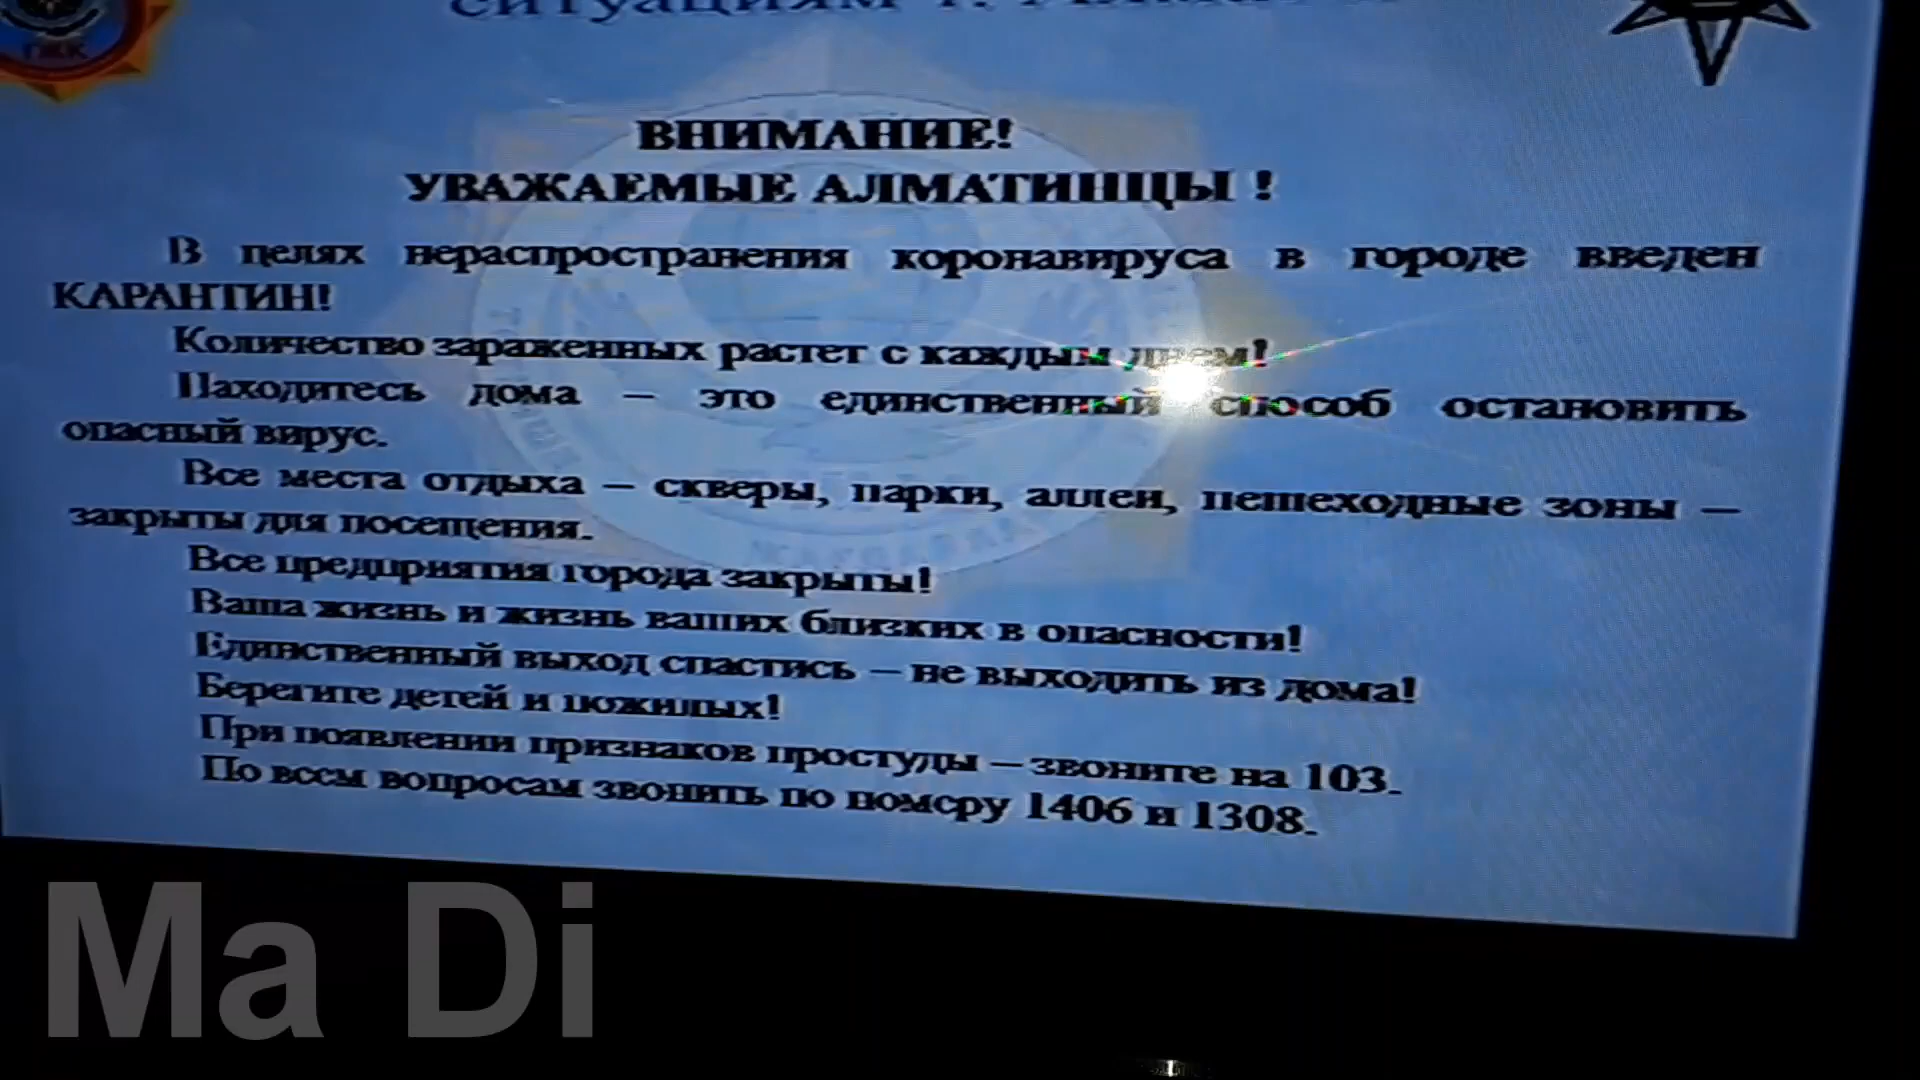 ситуациям г.
ГЖК
ВНИМАНИЕ!
УВАЖАЕМЫЕ АЛМАТИНЦЫ !
В целях нераспространения коронавируса в городе введен
КАРАНТИН!
Количество зараженных растет с каждым днем!
Находитесь дома – это единственный способ остановить
опасный вирус.
Все места отдыха – скверы, парки, аллеи, пешеходные зоны –
закрыты для посещения.
Все предприятия города закрыты!
Ваша жизнь и жизнь ваших близких в опасности!
Единственный выход спастись – не выходить из дома!
Берегите детей и пожилых!
При появлении признаков простуды – звоните на 103.
По всем вопросам звонить по номеру 1406 и 1308.
Ma Di